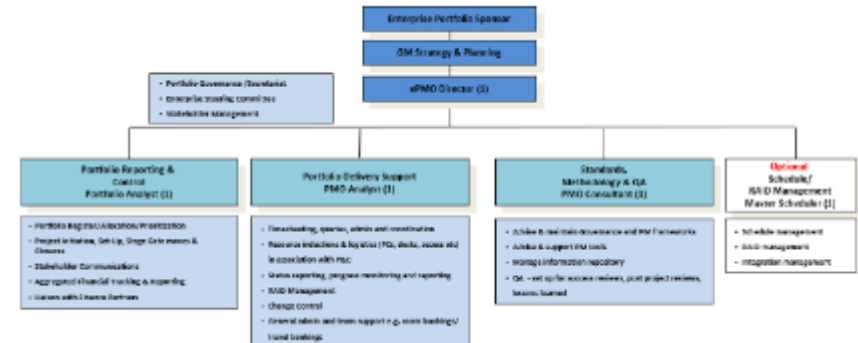 Enterprise Portfolio Sponsor
GM Strategy & Planning
ePMO Director (1)
• Portfolio Governance /Secretariat
• Enterprise Steering Committee
• Stakeholder Management
Portfolio Reporting &
Control
Portfolio Analyst (1)
– Portfolio Register/Allocation/Prioritization
– Project Initiation, Set-Up, Stage Gate moves &
Closure
– Stakeholder Communications
– Aggregated Financial Tracking & Reporting
– Liaison with Finance Partners
Portfolio Delivery Support
PMO Analyst (1)
• Timesheeting, queries, admin and coordination
• Resource inductions & logistics (PCs, desks, access etc)
in association with P&C
• Status reporting, progress monitoring and reporting
• RAID Management
• Change Control
• General admin and team support e.g. room bookings/
travel bookings
Standards,
Methodology & QA
PMO Consultant (1)
• Advise & maintain Governance and PM frameworks
• Advise & support PM tools
• Manage information repository
• QA – set up for success reviews, post project reviews,
lessons learned
Optional
Schedule/
RAID Management
Master Scheduler (1)
• Schedule management
• RAID management
• Integration management